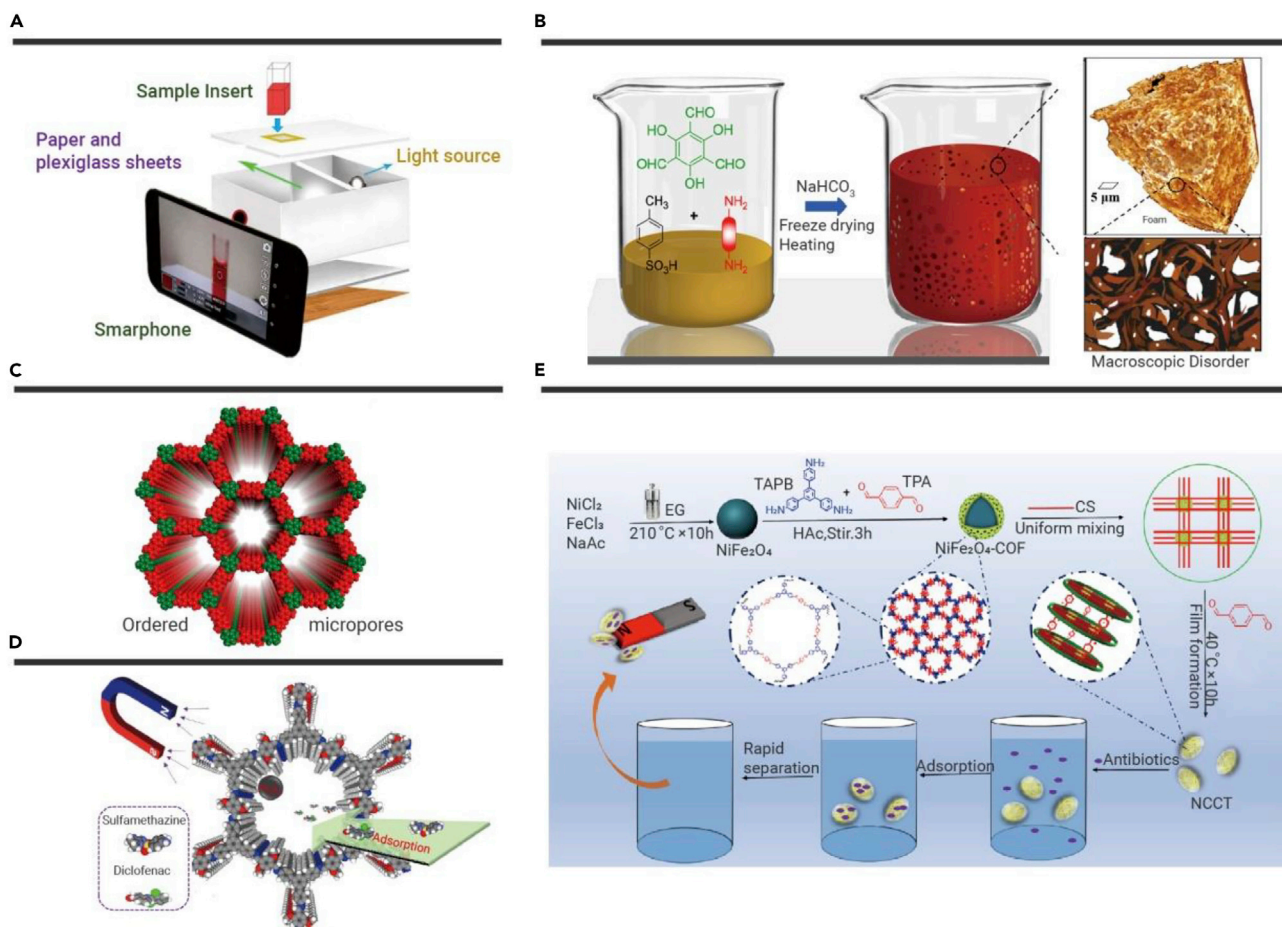 A
Sample Insert
Paper and
plexiglass sheets
Light source
Smarphone
B
CHO
HO
OH
OHC
CHO
OH
CH₃
+
NH₂
SO₃H
NH₂
NaHCO₃
Freeze drying
Heating
5 μm
Foam
Macroscopic Disorder
C
Ordered
micropores
D
N
S
Sulfamethazine
Diclofenac
Adsorption
E
NiCl₂
FeCl₃
NaAc
EG
210°C×10h
NiFe₂O₄
TAPB
NH₂
H₂N
NH₂
+
TPA
O
O
HAc,Stir.3h
NiFe₂O₄-COF
CS
Uniform mixing
O
O
40°C×10h
Film formation
N
S
Rapid
separation
Adsorption
Antibiotics
NCCT